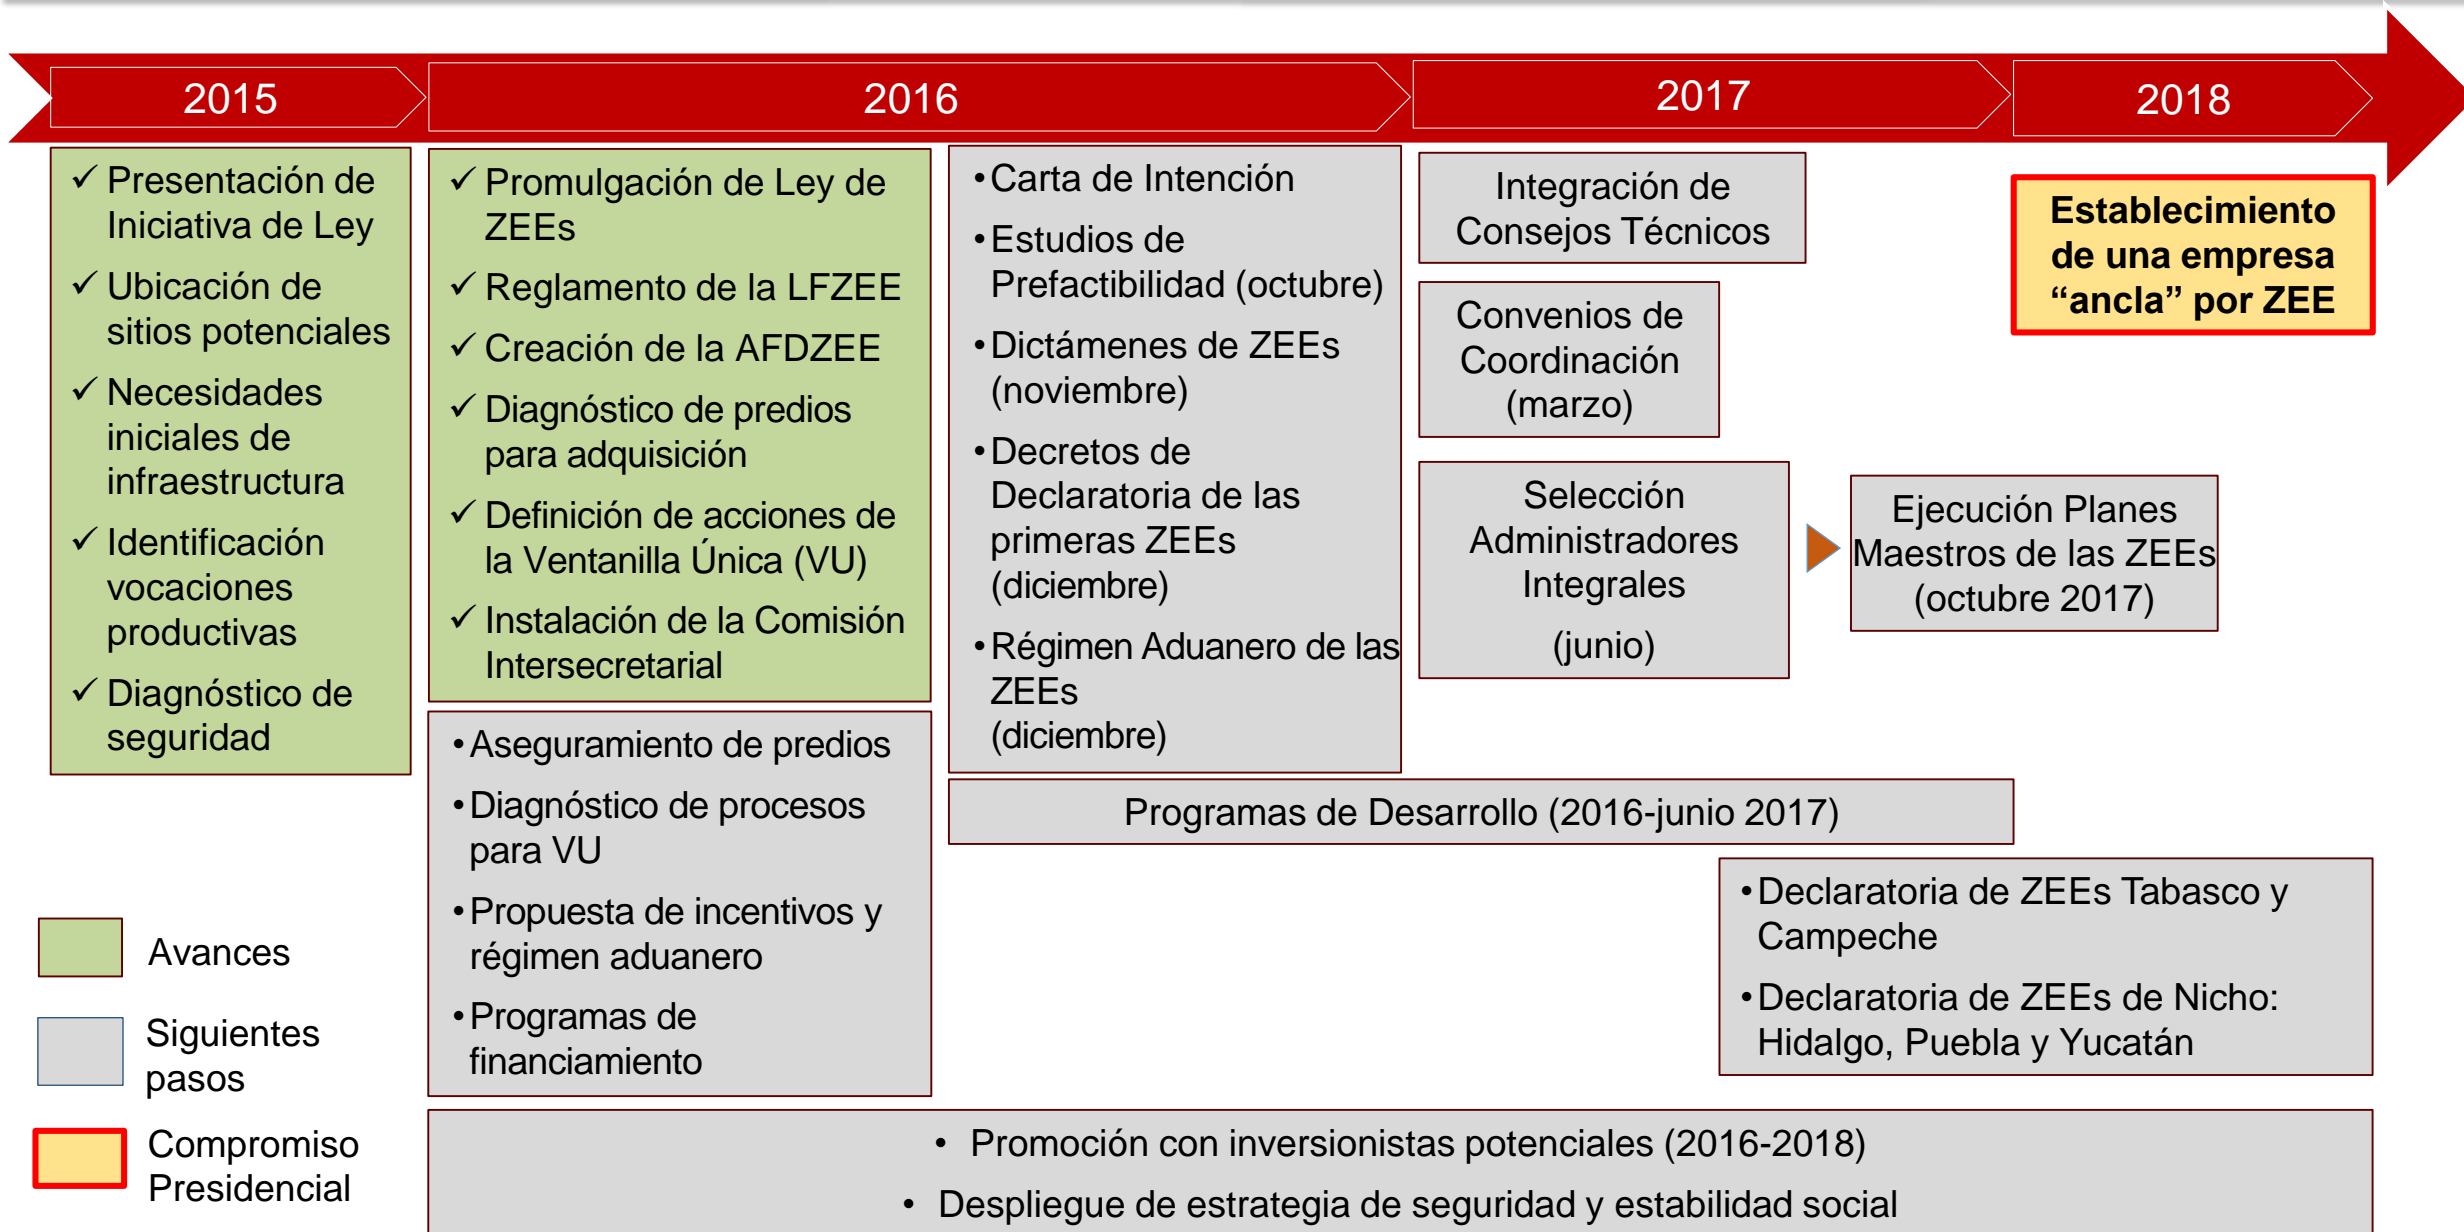 2015
2016
2017
2018
✓ Presentación de
Iniciativa de Ley
✓ Ubicación de
sitios potenciales
✓ Necesidades
iniciales de
infraestructura
✓ Identificación
vocaciones
productivas
✓ Diagnóstico de
seguridad
✓ Promulgación de Ley de
ZEEs
✓ Reglamento de la LFZEE
✓ Creación de la AFDZEE
✓ Diagnóstico de predios
para adquisición
✓ Definición de acciones de
la Ventanilla Única (VU)
✓ Instalación de la Comisión
Intersecretarial
•Aseguramiento de predios
•Diagnóstico de procesos
para VU
•Propuesta de incentivos y
régimen aduanero
•Programas de
financiamiento
•Carta de Intención
•Estudios de
Prefactibilidad (octubre)
•Dictámenes de ZEEs
(noviembre)
•Decretos de
Declaratoria de las
primeras ZEEs
(diciembre)
•Régimen Aduanero de las
ZEEs
(diciembre)
Integración de
Consejos Técnicos
Convenios de
Coordinación
(marzo)
Selección
Administradores
Integrales
(junio)
Ejecución Planes
Maestros de las ZEEs
(octubre 2017)
Establecimiento
de una empresa
“ancla” por ZEE
Programas de Desarrollo (2016-junio 2017)
•Declaratoria de ZEEs Tabasco y
Campeche
•Declaratoria de ZEEs de Nicho:
Hidalgo, Puebla y Yucatán
• Promoción con inversionistas potenciales (2016-2018)
• Despliegue de estrategia de seguridad y estabilidad social
Avances
Siguientes
pasos
Compromiso
Presidencial